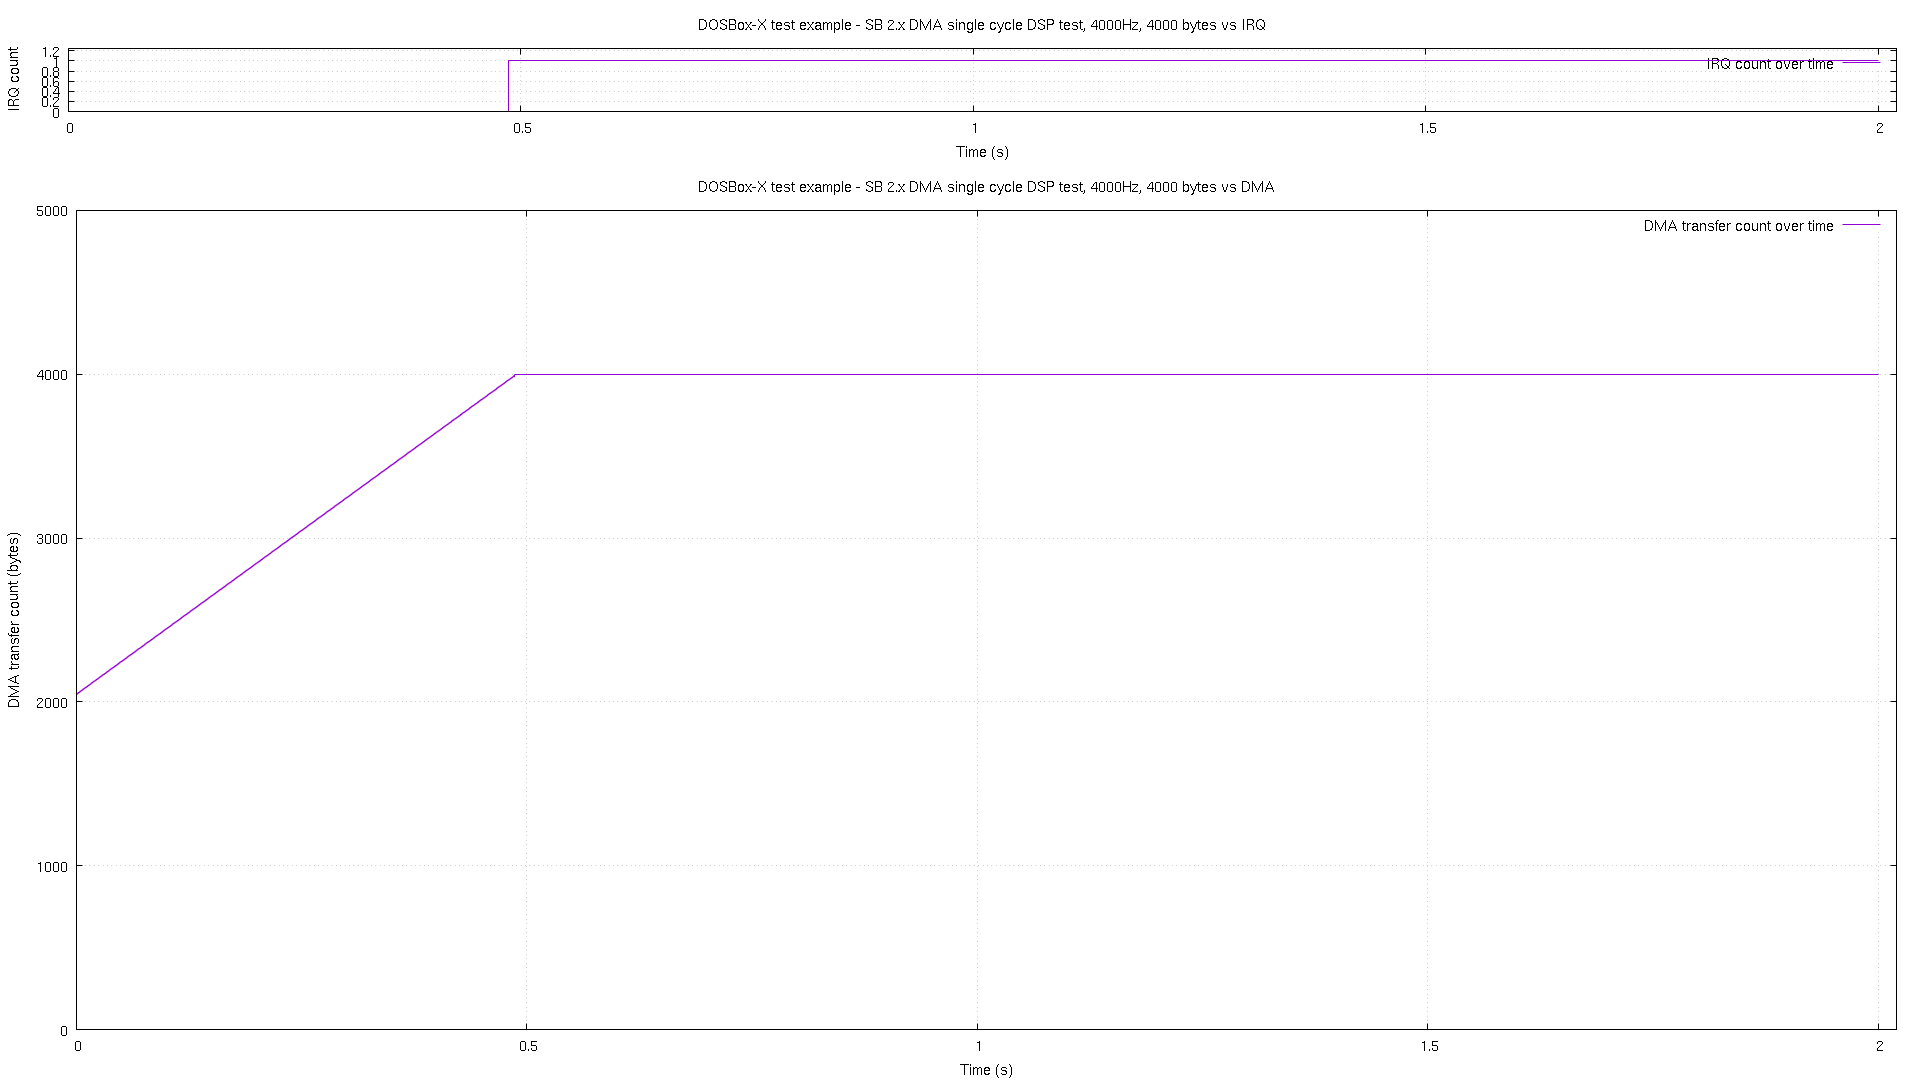 DOSBox-X test example - SB 2.x DMA single cycle DSP test, 4000Hz, 4000 bytes vs IRQ
IRQ count
1.2
1
0.8
0.6
0.4
0.2
0
IRQ count over time
0 0.5 1 1.5 2
Time (s)
DOSBox-X test example - SB 2.x DMA single cycle DSP test, 4000Hz, 4000 bytes vs DMA
DMA transfer count (bytes)
5000
DMA transfer count over time
4000
3000
2000
1000
0
0 0.5 1 1.5 2
Time (s)